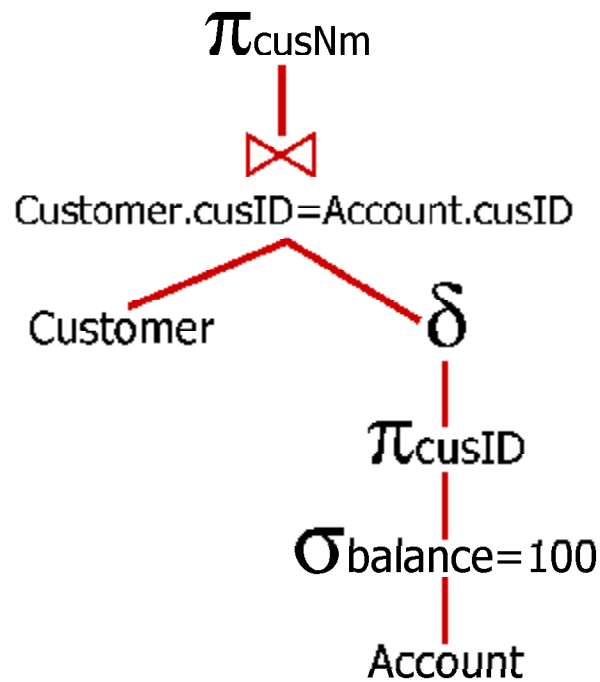 πcusNm
Customer.cusID=Account.cusID
Customer
δ
πcusID
σbalance=100
Account